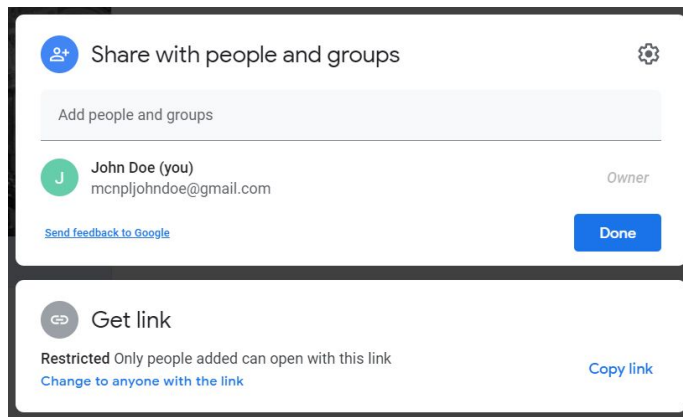 Share with people and groups
Add people and groups
J
John Doe (you)
mcnpljohndoe@gmail.com
Owner
Send feedback to Google
Done
Get link
Restricted Only people added can open with this link
Change to anyone with the link
Copy link